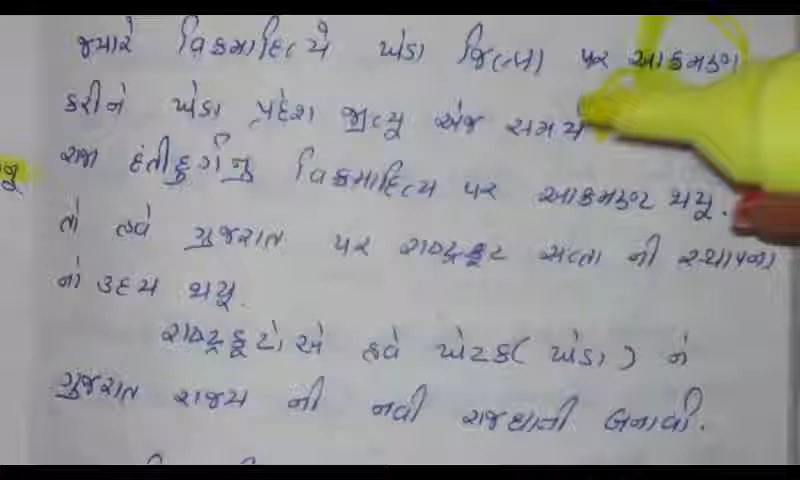 જ્યારે વિક્રમાદિત્યે ખેડા જિલ્લા પર આક્રમણ
કરીને ખેડા પ્રદેશ જીત્યૂ એજ સમયે
રાજા દંતીદુર્ગનુ વિક્રમાદિત્ય પર આક્રમણ થયૂ.
તો હવે ગુજરાત પર રાષ્ટ્રકૂટ સત્તા ની સ્થાપના
નો ઉદય થયૂ.
રાષ્ટ્રકૂટો એ હવે ખેટક( ખેડા ) ને
ગુજરાત રાજ્ય ની નવી રાજધાની બનાવી.